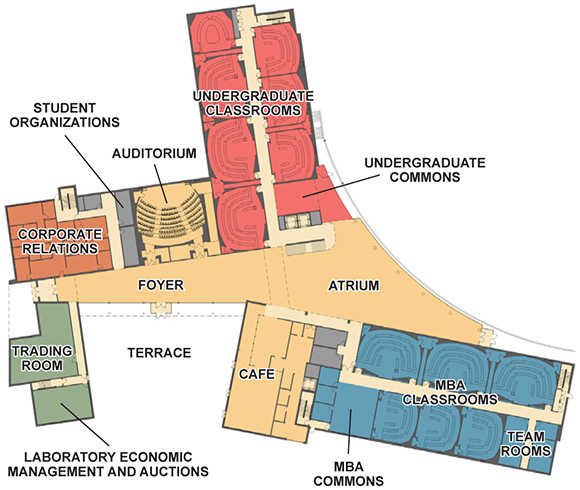 UNDERGRADUATE
CLASSROOMS
STUDENT
ORGANIZATIONS
AUDITORIUM
UNDERGRADUATE
COMMONS
CORPORATE
RELATIONS
FOYER
ATRIUM
TRADING
ROOM
TERRACE
CAFÉ
MBA
CLASSROOMS
TEAM
ROOMS
LABORATORY ECONOMIC
MANAGEMENT AND AUCTIONS
MBA
COMMONS